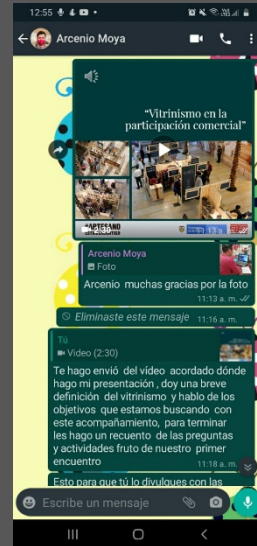 12:55
Arcenio Moya
“Vitrinismo en la
participación comercial”
ARTESANO
11:13 a.
Arcenio Moya
Foto
Arcenio muchas gracias por la foto
11:13 a. m.
Eliminaste este mensaje 11:16 a. m.
Tú
Video (2:30)
Te hago envió del vídeo acordado dónde
hago mi presentación , doy una breve
definición del vitrinismo y hablo de los
objetivos que estamos buscando con
este acompañamiento, para terminar
les hago un recuento de las preguntas
y actividades fruto de nuestro primer
encuentro
11:18 a. m.
Esto para que tú lo divulgues con las
Escribe un mensaje